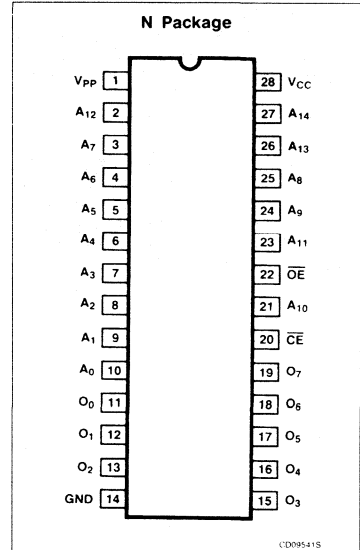 N Package
VPP 1 28 VCC
A12 2 27 A14
A7 3 26 A13
A6 4 25 A8
A5 5 24 A9
A4 6 23 A11
A3 7 22 O̅E̅
A2 8 21 A10
A1 9 20 C̅E̅
A0 10 19 O7
O0 11 18 O6
O1 12 17 O5
O2 13 16 O4
GND 14 15 O3
CD09541S